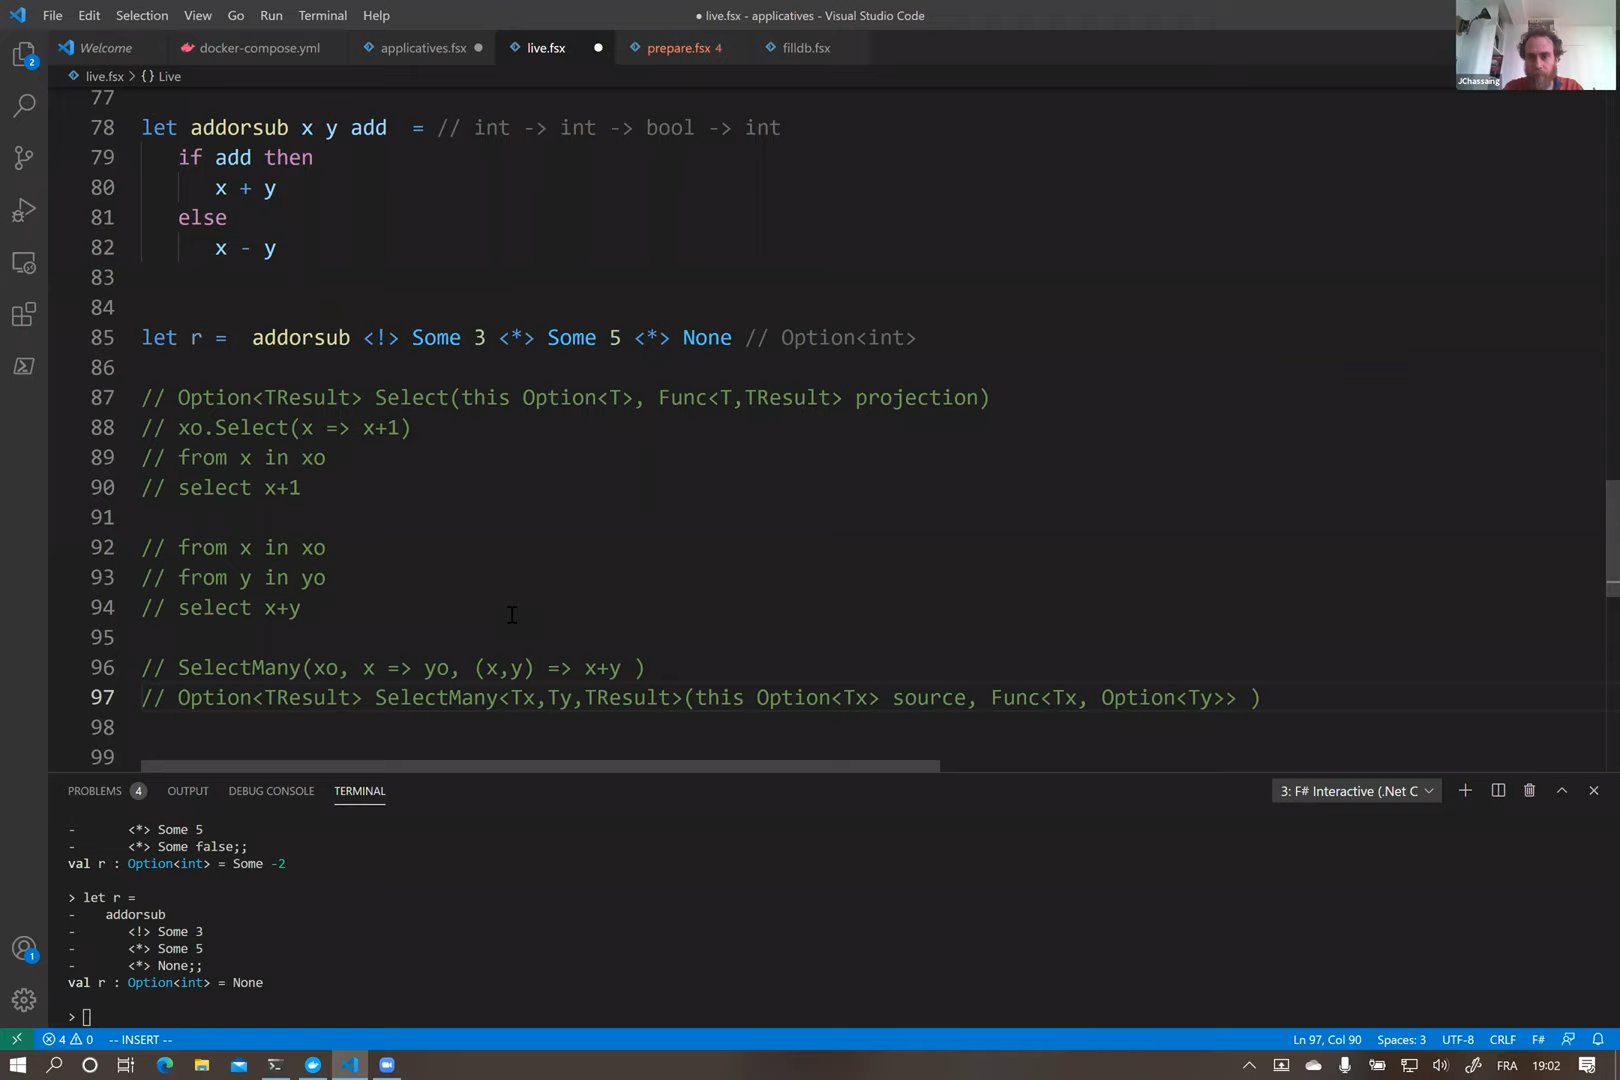 File Edit Selection View Go Run Terminal Help
● live.fsx - applicatives - Visual Studio Code
JChassaing
Welcome docker-compose.yml applicatives.fsx ● live.fsx ● prepare.fsx 4 filldb.fsx
live.fsx > {} Live
77
78 let addorsub x y add  = // int -> int -> bool -> int
79 if add then
80 x + y
81 else
82 x - y
83
84
85 let r =  addorsub <!> Some 3 <*> Some 5 <*> None // Option<int>
86
87 // Option<TResult> Select(this Option<T>, Func<T,TResult> projection)
88 // xo.Select(x => x+1)
89 // from x in xo
90 // select x+1
91
92 // from x in xo
93 // from y in yo
94 // select x+y
95
96 // SelectMany(xo, x => yo, (x,y) => x+y )
97 // Option<TResult> SelectMany<Tx,Ty,TResult>(this Option<Tx> source, Func<Tx, Option<Ty>> )
98
99
PROBLEMS 4 OUTPUT DEBUG CONSOLE TERMINAL 3: F# Interactive (.Net C
- <*> Some 5
- <*> Some false;;
val r : Option<int> = Some -2
> let r =
- addorsub
- <!> Some 3
- <*> Some 5
- <*> None;;
val r : Option<int> = None
>
4 0 -- INSERT -- Ln 97, Col 90 Spaces: 3 UTF-8 CRLF F#
FRA 19:02
2
1